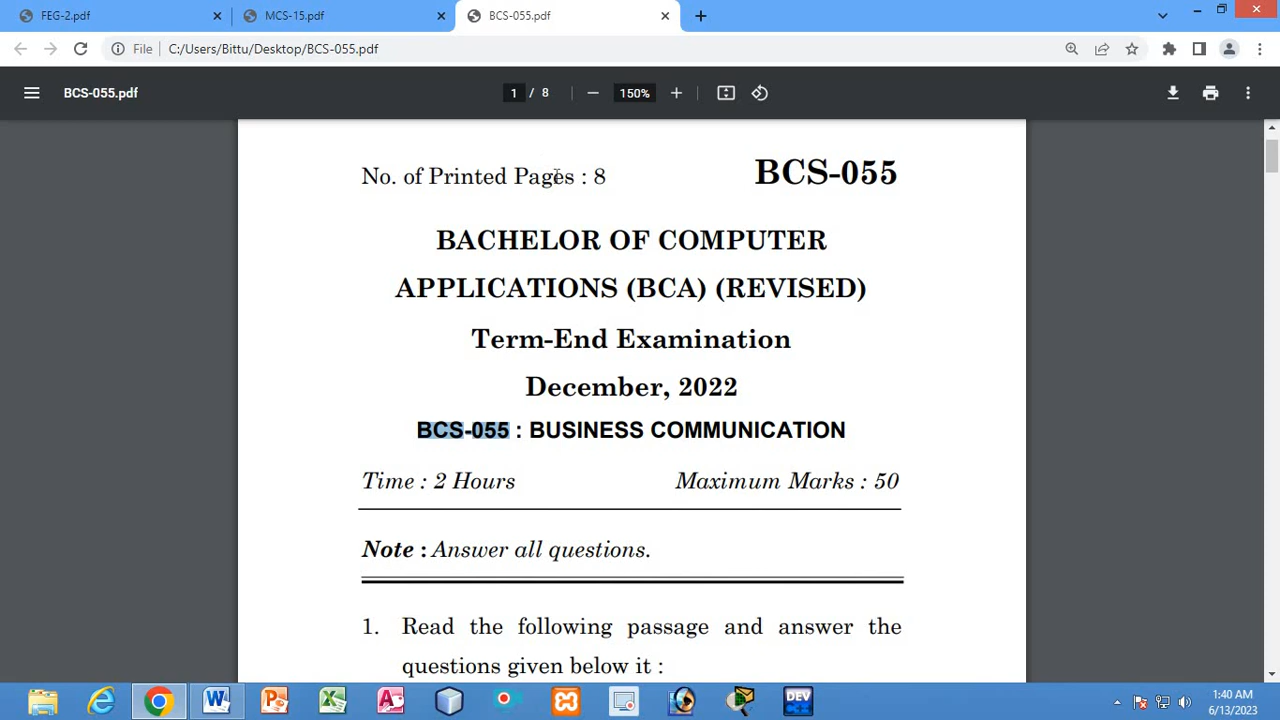 FEG-2.pdf
MCS-15.pdf
BCS-055.pdf
File
C:/Users/Bittu/Desktop/BCS-055.pdf
BCS-055.pdf
1 / 8
150%
No. of Printed Pages : 8
BCS-055
BACHELOR OF COMPUTER
APPLICATIONS (BCA) (REVISED)
Term-End Examination
December, 2022
BCS-055 : BUSINESS COMMUNICATION
Time : 2 Hours
Maximum Marks : 50
Note : Answer all questions.
1. Read the following passage and answer the
questions given below it :
DEV
C++
1:40 AM
6/13/2023